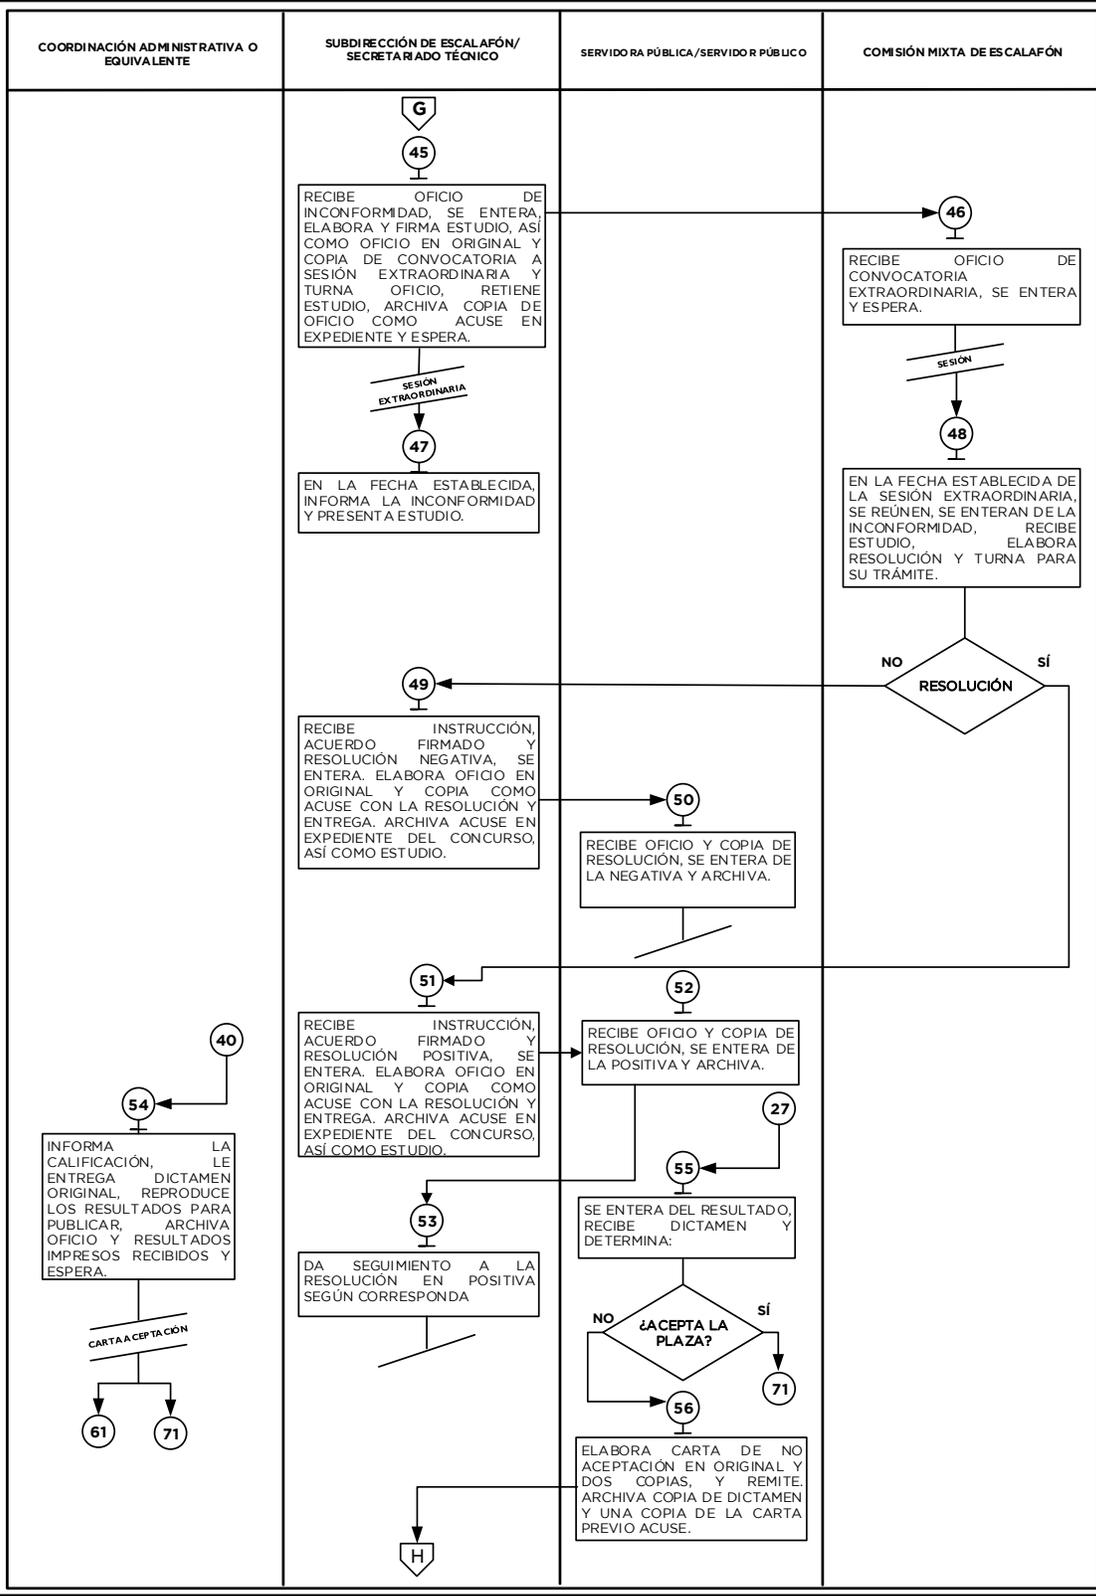 COORDINACIÓN ADMINISTRATIVA O
EQUIVALENTE
SUBDIRECCIÓN DE ESCALAFÓN/
SECRETARIADO TÉCNICO
SERVIDORA PÚBLICA/SERVIDOR PÚBLICO
COMISIÓN MIXTA DE ESCALAFÓN
G
45
RECIBE OFICIO DE
INCONFORMIDAD, SE ENTERA,
ELABORA Y FIRMA ESTUDIO, ASÍ
COMO OFICIO EN ORIGINAL Y
COPIA DE CONVOCATORIA A
SESIÓN EXTRAORDINARIA Y
TURNA OFICIO, RETIENE
ESTUDIO, ARCHIVA COPIA DE
OFICIO COMO ACUSE EN
EXPEDIENTE Y ESPERA.
46
RECIBE OFICIO DE
CONVOCATORIA
EXTRAORDINARIA, SE ENTERA
Y ESPERA.
SESIÓN
EXTRAORDINARIA
SESIÓN
47
EN LA FECHA ESTABLECIDA,
INFORMA LA INCONFORMIDAD
Y PRESENTA ESTUDIO.
48
EN LA FECHA ESTABLECIDA DE
LA SESIÓN EXTRAORDINARIA,
SE REÚNEN, SE ENTERAN DE LA
INCONFORMIDAD, RECIBE
ESTUDIO, ELABORA
RESOLUCIÓN Y TURNA PARA
SU TRÁMITE.
NO
SÍ
RESOLUCIÓN
49
RECIBE INSTRUCCIÓN,
ACUERDO FIRMADO Y
RESOLUCIÓN NEGATIVA, SE
ENTERA. ELABORA OFICIO EN
ORIGINAL Y COPIA COMO
ACUSE CON LA RESOLUCIÓN Y
ENTREGA. ARCHIVA ACUSE EN
EXPEDIENTE DEL CONCURSO,
ASÍ COMO ESTUDIO.
50
RECIBE OFICIO Y COPIA DE
RESOLUCIÓN, SE ENTERA DE
LA NEGATIVA Y ARCHIVA.
51
RECIBE INSTRUCCIÓN,
ACUERDO FIRMADO Y
RESOLUCIÓN POSITIVA, SE
ENTERA. ELABORA OFICIO EN
ORIGINAL Y COPIA COMO
ACUSE CON LA RESOLUCIÓN Y
ENTREGA. ARCHIVA ACUSE EN
EXPEDIENTE DEL CONCURSO,
ASÍ COMO ESTUDIO.
52
RECIBE OFICIO Y COPIA DE
RESOLUCIÓN, SE ENTERA DE
LA POSITIVA Y ARCHIVA.
40
54
INFORMA LA
CALIFICACIÓN, LE
ENTREGA DICTAMEN
ORIGINAL, REPRODUCE
LOS RESULTADOS PARA
PUBLICAR, ARCHIVA
OFICIO Y RESULTADOS
IMPRESOS RECIBIDOS Y
ESPERA.
CARTA ACEPTACIÓN
61
71
53
DA SEGUIMIENTO A LA
RESOLUCIÓN EN POSITIVA
SEGÚN CORRESPONDA
27
55
SE ENTERA DEL RESULTADO,
RECIBE DICTAMEN Y
DETERMINA:
NO
SÍ
¿ACEPTA LA
PLAZA?
71
56
ELABORA CARTA DE NO
ACEPTACIÓN EN ORIGINAL Y
DOS COPIAS, Y REMITE.
ARCHIVA COPIA DE DICTAMEN
Y UNA COPIA DE LA CARTA
PREVIO ACUSE.
H